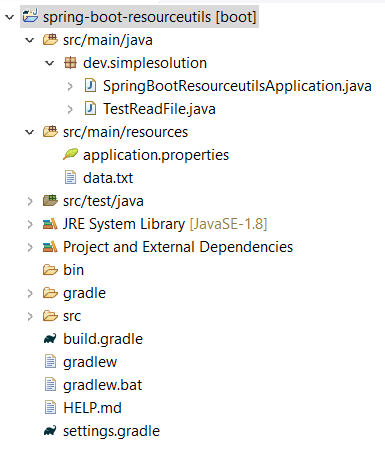 spring-boot-resourceutils [boot]
src/main/java
dev.simplesolution
SpringBootResourceutilsApplication.java
TestReadFile.java
src/main/resources
application.properties
data.txt
src/test/java
JRE System Library [JavaSE-1.8]
Project and External Dependencies
bin
gradle
src
build.gradle
gradlew
gradlew.bat
HELP.md
settings.gradle